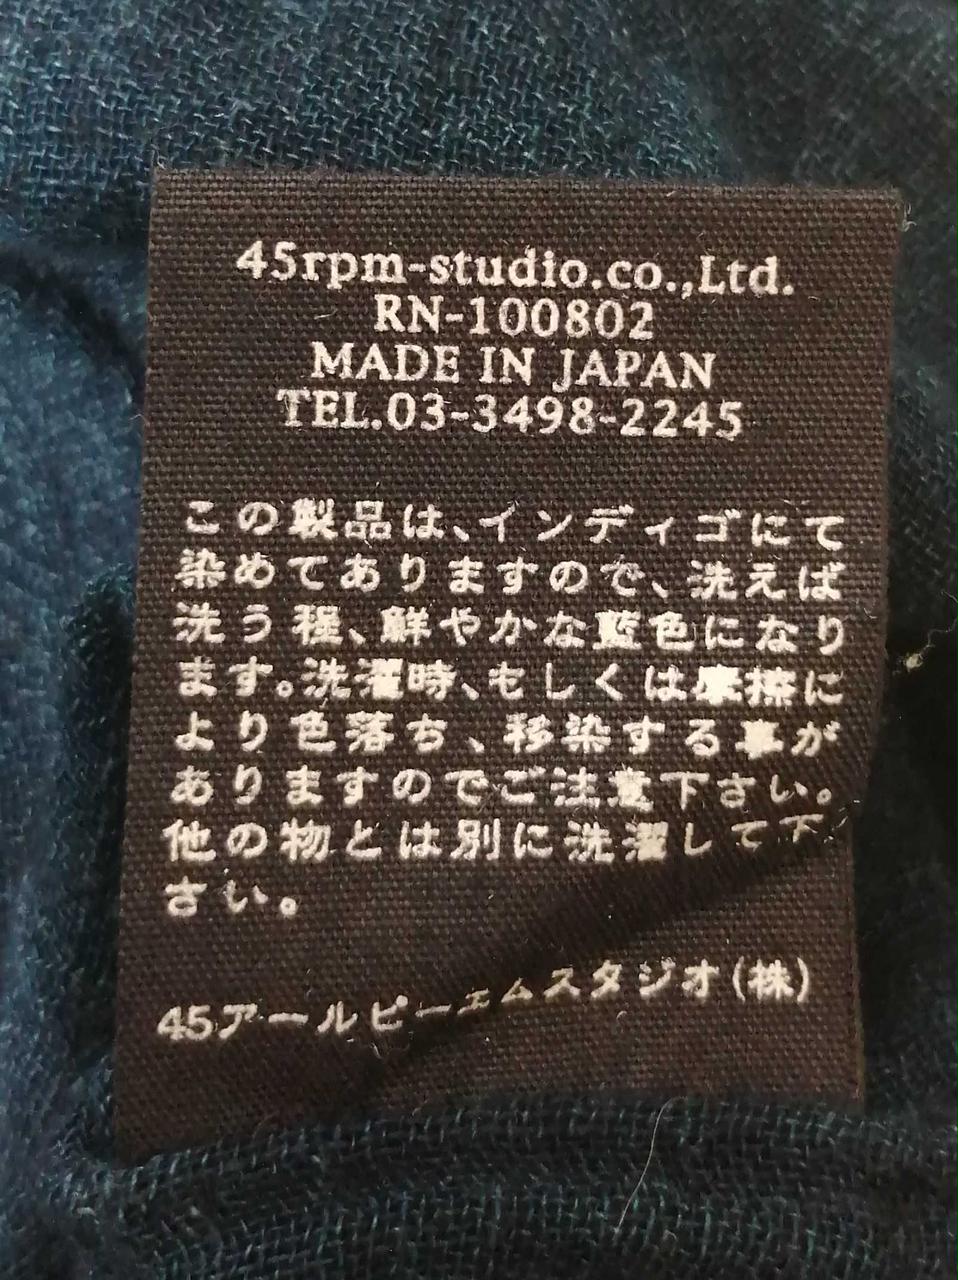 45rpm-studio.co.,Ltd.
RN-100802
MADE IN JAPAN
TEL.03-3498-2245
この製品は、インディゴにて
染めてありますので、洗えば
洗う程、鮮やかな藍色になり
ます。洗濯時、もしくは摩擦に
より色落ち、移染する事が
ありますのでご注意下さい。
他の物とは別に洗濯して下
さい。
45アールピーエムスタジオ(株)